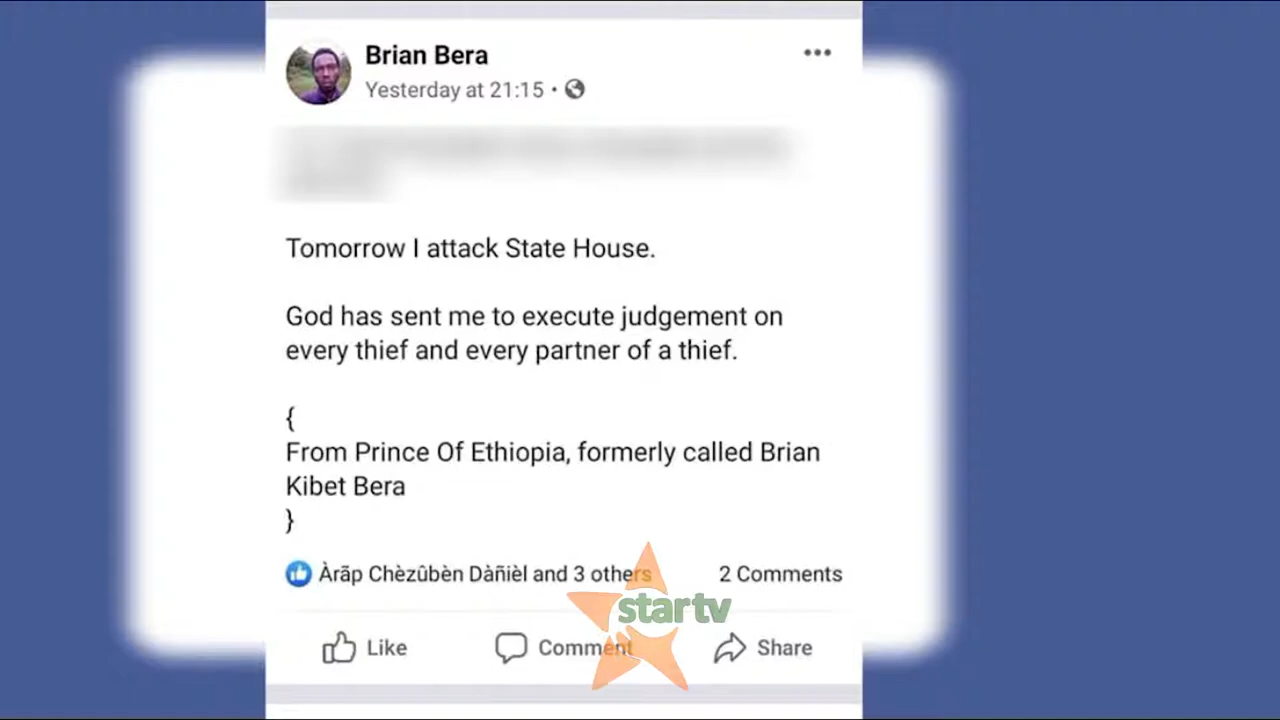 Brian Bera
Yesterday at 21:15 •
Tomorrow I attack State House.
God has sent me to execute judgement on
every thief and every partner of a thief.
{
From Prince Of Ethiopia, formerly called Brian
Kibet Bera
}
Àrãp Chèzûbèn Dàñièl and 3 others
2 Comments
startv
Like
Comment
Share